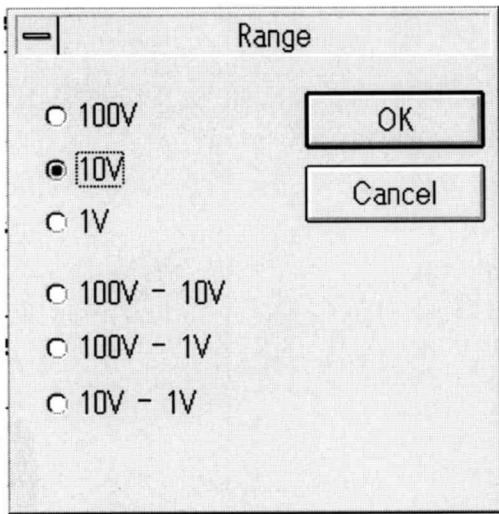 Range
100V
OK
10V
Cancel
1V
100V - 10V
100V - 1V
10V - 1V